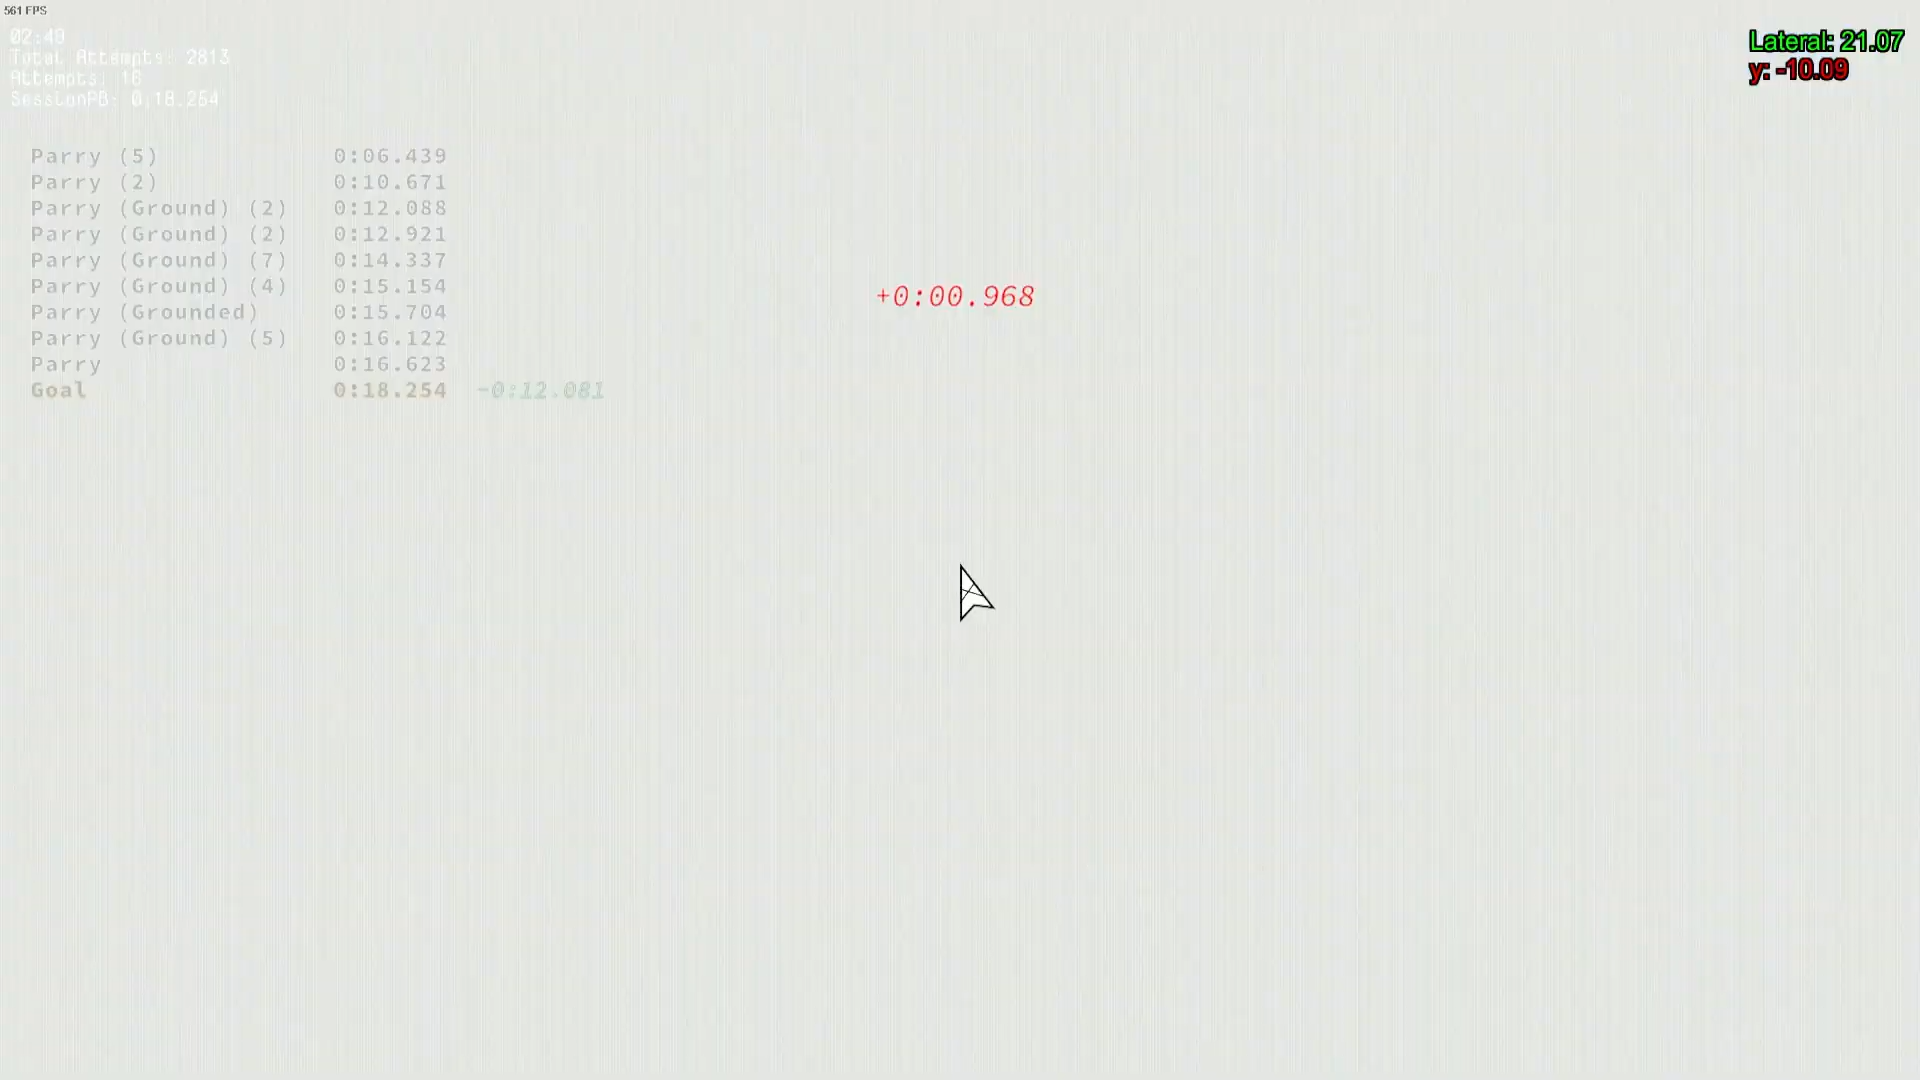 561 FPS
02:49
Total Attempts: 2813
Attempts: 16
SessionPB: 0:18.254
Lateral: 21.07
y: -10.09
Parry (5) 0:06.439
Parry (2) 0:10.671
Parry (Ground) (2) 0:12.088
Parry (Ground) (2) 0:12.921
Parry (Ground) (7) 0:14.337
Parry (Ground) (4) 0:15.154
Parry (Grounded) 0:15.704
Parry (Ground) (5) 0:16.122
Parry 0:16.623
Goal 0:18.254 -0:12.081
+0:00.968